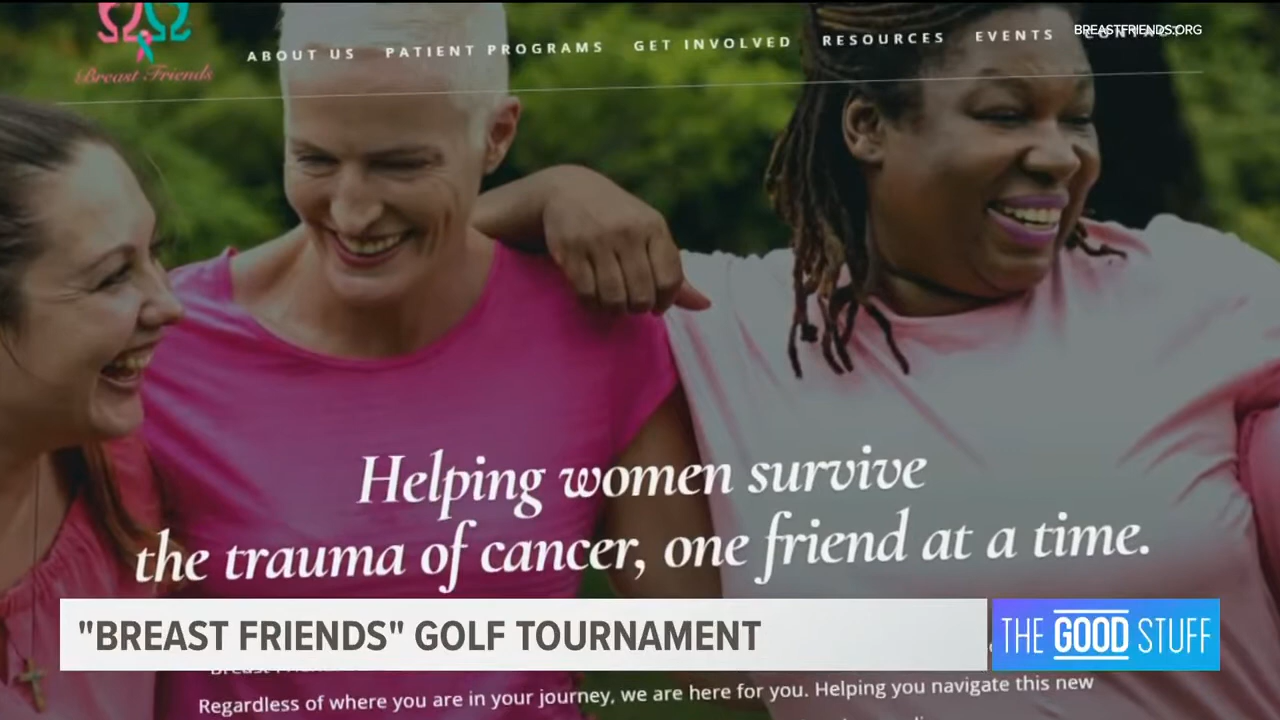 BREASTFRIENDS.ORG
ABOUT US PATIENT PROGRAMS GET INVOLVED RESOURCES EVENTS
Breast Friends
Helping women survive
the trauma of cancer, one friend at a time.
"BREAST FRIENDS" GOLF TOURNAMENT
THE GOOD STUFF
Regardless of where you are in your journey, we are here for you. Helping you navigate this new